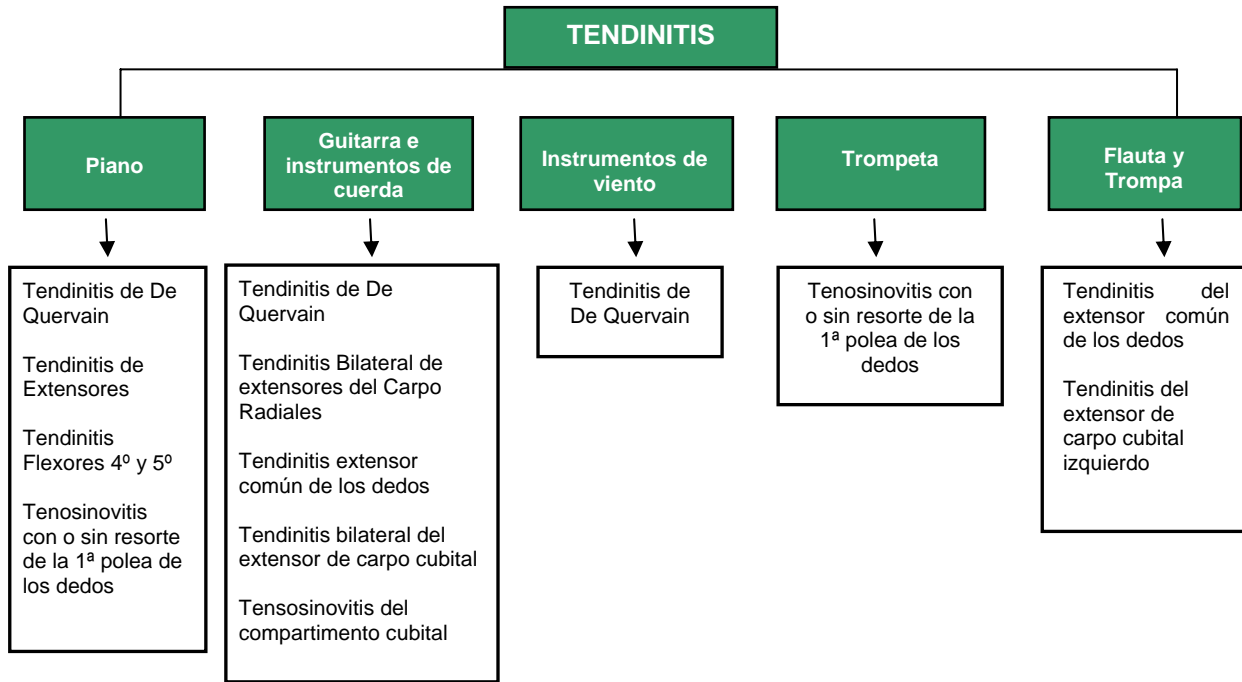 TENDINITIS
Piano
Guitarra e
instrumentos de
cuerda
Instrumentos de
viento
Trompeta
Flauta y
Trompa
Tendinitis de De
Quervain
Tendinitis de
Extensores
Tendinitis
Flexores 4º y 5º
Tenosinovitis
con o sin resorte
de la 1ª polea de
los dedos
Tendinitis de De
Quervain
Tendinitis Bilateral de
extensores del Carpo
Radiales
Tendinitis extensor
común de los dedos
Tendinitis bilateral del
extensor de carpo cubital
Tensosinovitis del
compartimento cubital
Tendinitis de
De Quervain
Tenosinovitis con
o sin resorte de la
1ª polea de los
dedos
Tendinitis del
extensor común
de los dedos
Tendinitis del
extensor de
carpo cubital
izquierdo